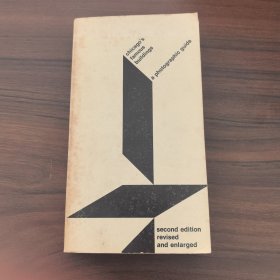 chicago's
famous
buildings
a photographic guide
second edition
revised
and enlarged